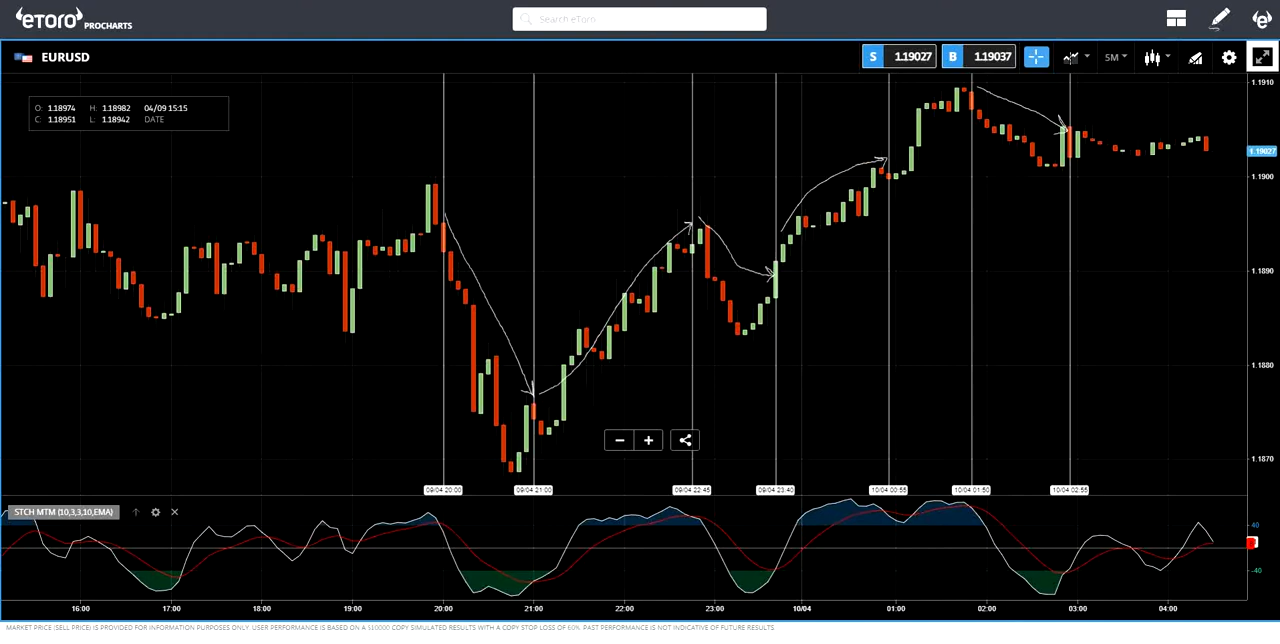 eToro PROCHARTS
Search eToro
EURUSD
S 1.19027 B 1.19037 5M
O: 1.18974 H: 1.18982 04/09 15:15
C: 1.18951 L: 1.18942 DATE
1.1910
1.19027
1.1900
1.1890
1.1880
1.1870
09/04 20:00 09/04 21:00 09/04 22:45 09/04 23:40 10/04 00:55 10/04 01:50 10/04 02:55
STCH MTM (10,3,3,10,EMA)
40
-40
16:00 17:00 18:00 19:00 20:00 21:00 22:00 23:00 10/04 01:00 02:00 03:00 04:00
MARKET PRICE (SELL PRICE) IS PROVIDED FOR INFORMATION PURPOSES ONLY. USER PERFORMANCE IS BASED ON A $10000 COPY SIMULATED RESULTS WITH A COPY STOP LOSS OF 60%. PAST PERFORMANCE IS NOT INDICATIVE OF FUTURE RESULTS